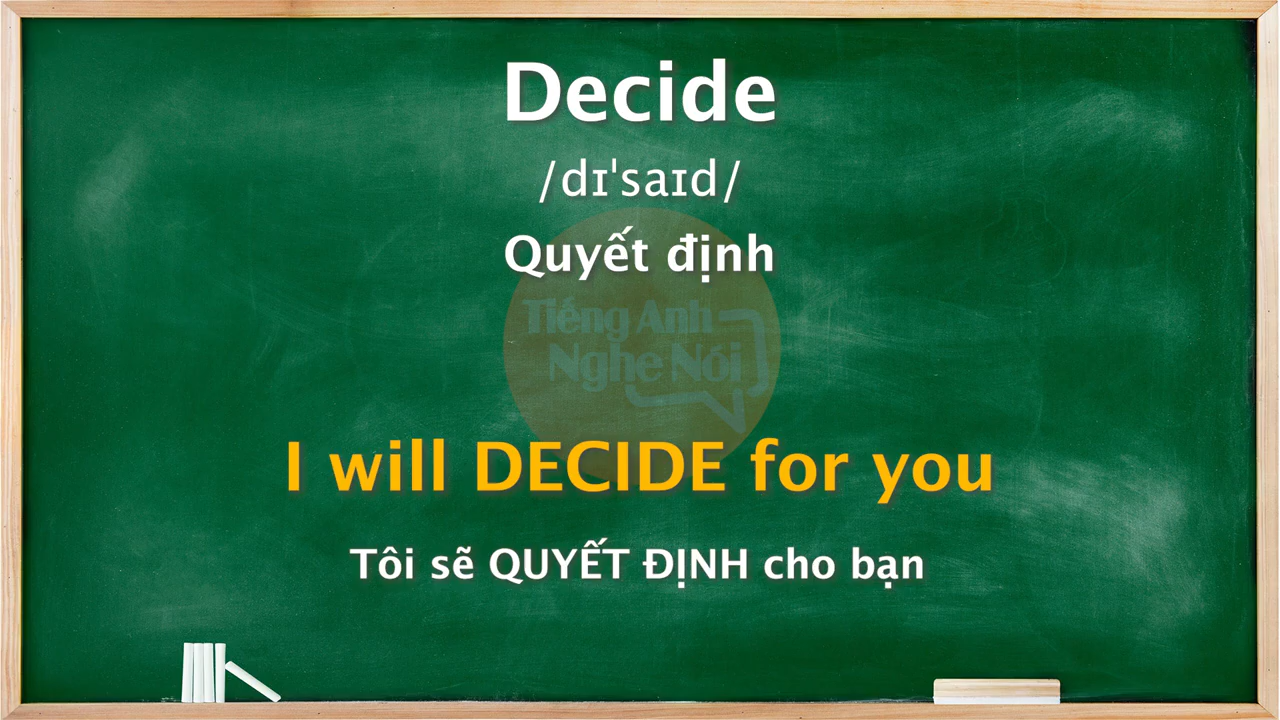 Decide
/dɪˈsaɪd/
Quyết định
Tiếng Anh
Nghe Nói
I will DECIDE for you
Tôi sẽ QUYẾT ĐỊNH cho bạn